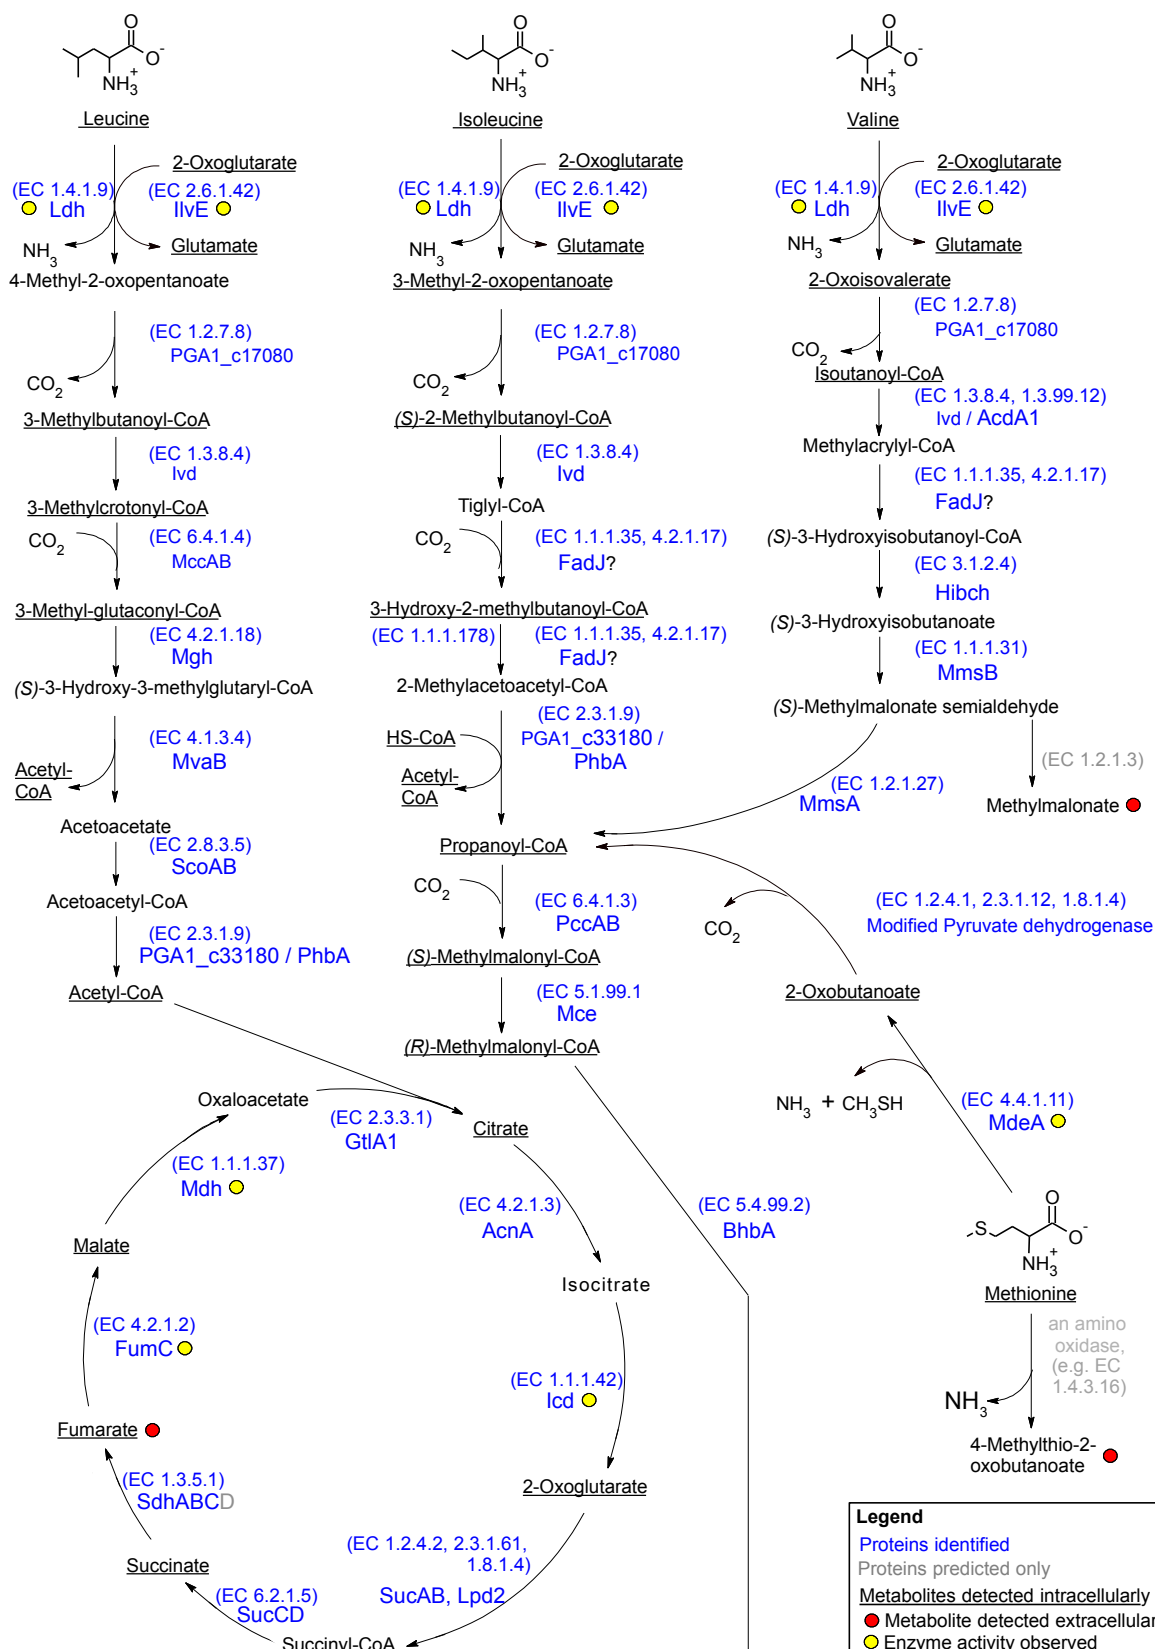 O
O-
NH3+
Leucine
2-Oxoglutarate
(EC 1.4.1.9)
(EC 2.6.1.42)
Ldh
IlvE
NH3
Glutamate
4-Methyl-2-oxopentanoate
(EC 1.2.7.8)
PGA1_c17080
CO2
3-Methylbutanoyl-CoA
(EC 1.3.8.4)
Ivd
3-Methylcrotonyl-CoA
CO2
(EC 6.4.1.4)
MccAB
3-Methyl-glutaconyl-CoA
(EC 4.2.1.18)
Mgh
(S)-3-Hydroxy-3-methylglutaryl-CoA
(EC 4.1.3.4)
MvaB
Acetyl-
CoA
Acetoacetate
(EC 2.8.3.5)
ScoAB
Acetoacetyl-CoA
(EC 2.3.1.9)
PGA1_c33180 / PhbA
Acetyl-CoA
O
O-
NH3+
Isoleucine
2-Oxoglutarate
(EC 1.4.1.9)
(EC 2.6.1.42)
Ldh
IlvE
NH3
Glutamate
3-Methyl-2-oxopentanoate
(EC 1.2.7.8)
PGA1_c17080
CO2
(S)-2-Methylbutanoyl-CoA
(EC 1.3.8.4)
Ivd
Tiglyl-CoA
CO2
(EC 1.1.1.35, 4.2.1.17)
FadJ?
3-Hydroxy-2-methylbutanoyl-CoA
(EC 1.1.1.178)
(EC 1.1.1.35, 4.2.1.17)
FadJ?
2-Methylacetoacetyl-CoA
(EC 2.3.1.9)
HS-CoA
PGA1_c33180 /
PhbA
Acetyl-
CoA
Propanoyl-CoA
CO2
(EC 6.4.1.3)
PccAB
(S)-Methylmalonyl-CoA
(EC 5.1.99.1
Mce
(R)-Methylmalonyl-CoA
O
O-
NH3+
Valine
2-Oxoglutarate
(EC 1.4.1.9)
(EC 2.6.1.42)
Ldh
IlvE
NH3
Glutamate
2-Oxoisovalerate
(EC 1.2.7.8)
PGA1_c17080
CO2
Isoutanoyl-CoA
(EC 1.3.8.4, 1.3.99.12)
Ivd / AcdA1
Methylacrylyl-CoA
(EC 1.1.1.35, 4.2.1.17)
FadJ?
(S)-3-Hydroxyisobutanoyl-CoA
(EC 3.1.2.4)
Hibch
(S)-3-Hydroxyisobutanoate
(EC 1.1.1.31)
MmsB
(S)-Methylmalonate semialdehyde
(EC 1.2.1.3)
(EC 1.2.1.27)
MmsA
Methylmalonate
(EC 1.2.4.1, 2.3.1.12, 1.8.1.4)
Modified Pyruvate dehydrogenase
CO2
2-Oxobutanoate
NH3 + CH3SH
(EC 4.4.1.11)
MdeA
S
O
O-
NH3+
Methionine
an amino
oxidase,
(e.g. EC
1.4.3.16)
NH3
4-Methylthio-2-
oxobutanoate
Oxaloacetate
(EC 2.3.3.1)
GtlA1
Citrate
(EC 1.1.1.37)
Mdh
(EC 4.2.1.3)
AcnA
(EC 5.4.99.2)
BhbA
Malate
Isocitrate
(EC 4.2.1.2)
FumC
(EC 1.1.1.42)
Icd
Fumarate
(EC 1.3.5.1)
SdhABCD
2-Oxoglutarate
(EC 1.2.4.2, 2.3.1.61,
1.8.1.4)
SucAB, Lpd2
Succinate
(EC 6.2.1.5)
SucCD
Succinyl-CoA
Legend
Proteins identified
Proteins predicted only
Metabolites detected intracellularly
Metabolite detected extracellular
Enzyme activity observed